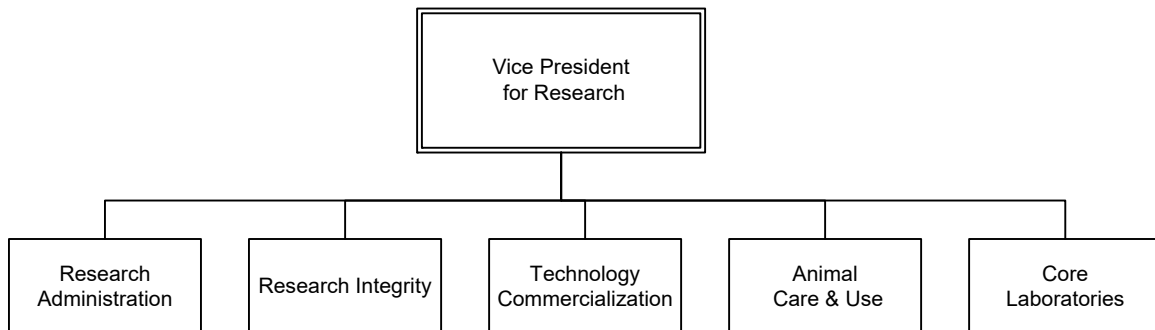 Vice President
for Research
Research
Administration
Research Integrity
Technology
Commercialization
Animal
Care & Use
Core
Laboratories